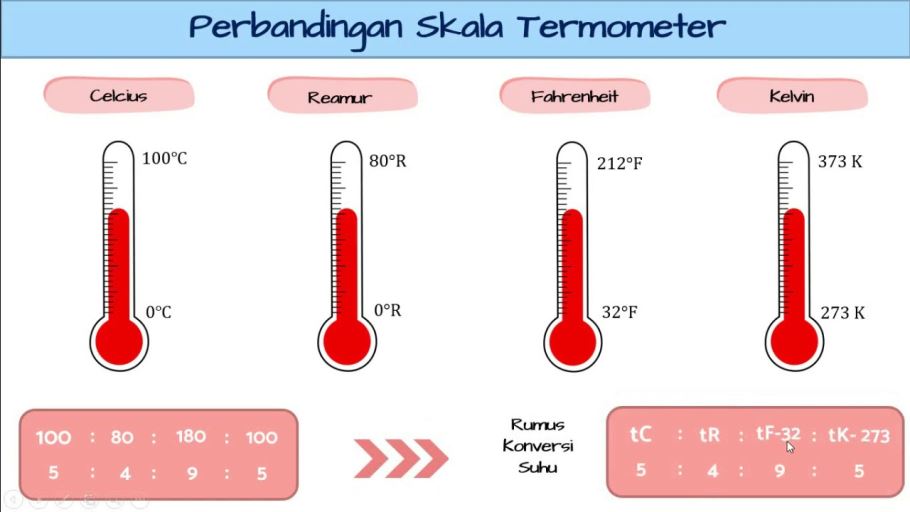 Perbandingan Skala Termometer
Celcius
Reamur
Fahrenheit
Kelvin
100°C
80°R
212°F
373 K
0°C
0°R
32°F
273 K
100 : 80 : 180 : 100
5 : 4 : 9 : 5
Rumus
Konversi
Suhu
tC : tR : tF-32 : tK- 273
5 : 4 : 9 : 5